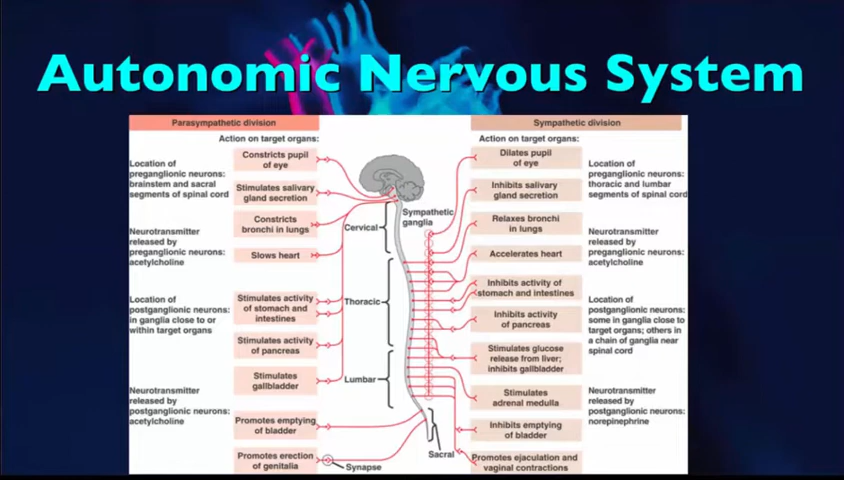 Autonomic Nervous System
Parasympathetic division
Action on target organs:
Location of
preganglionic neurons:
brainstem and sacral
segments of spinal cord
Neurotransmitter
released by
preganglionic neurons:
acetylcholine
Location of
postganglionic neurons:
in ganglia close to or
within target organs
Neurotransmitter
released by
postganglionic neurons:
acetylcholine
Constricts pupil
of eye
Stimulates salivary
gland secretion
Constricts
bronchi in lungs
Slows heart
Stimulates activity
of stomach and
intestines
Stimulates activity
of pancreas
Stimulates
gallbladder
Promotes emptying
of bladder
Promotes erection
of genitalia
Synapse
Cervical
Thoracic
Lumbar
Sacral
Sympathetic
ganglia
Sympathetic division
Action on target organs:
Dilates pupil
of eye
Inhibits salivary
gland secretion
Relaxes bronchi
in lungs
Accelerates heart
Inhibits activity of
stomach and intestines
Inhibits activity
of pancreas
Stimulates glucose
release from liver;
inhibits gallbladder
Stimulates
adrenal medulla
Inhibits emptying
of bladder
Promotes ejaculation and
vaginal contractions
Location of
preganglionic neurons:
thoracic and lumbar
segments of spinal cord
Neurotransmitter
released by
preganglionic neurons:
acetylcholine
Location of
postganglionic neurons:
some in ganglia close to
target organs; others in
a chain of ganglia near
spinal cord
Neurotransmitter
released by
postganglionic neurons:
norepinephrine